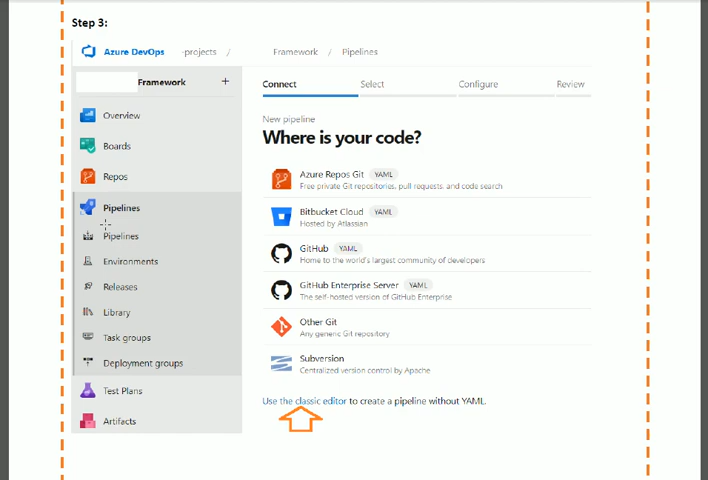 Step 3:
Azure DevOps -projects / Framework / Pipelines
Framework +
Overview
Boards
Repos
Pipelines
Pipelines
Environments
Releases
Library
Task groups
Deployment groups
Test Plans
Artifacts
Connect Select Configure Review
New pipeline
Where is your code?
Azure Repos Git YAML
Free private Git repositories, pull requests, and code search
Bitbucket Cloud YAML
Hosted by Atlassian
GitHub YAML
Home to the world's largest community of developers
GitHub Enterprise Server YAML
The self-hosted version of GitHub Enterprise
Other Git
Any generic Git repository
Subversion
Centralized version control by Apache
Use the classic editor to create a pipeline without YAML.